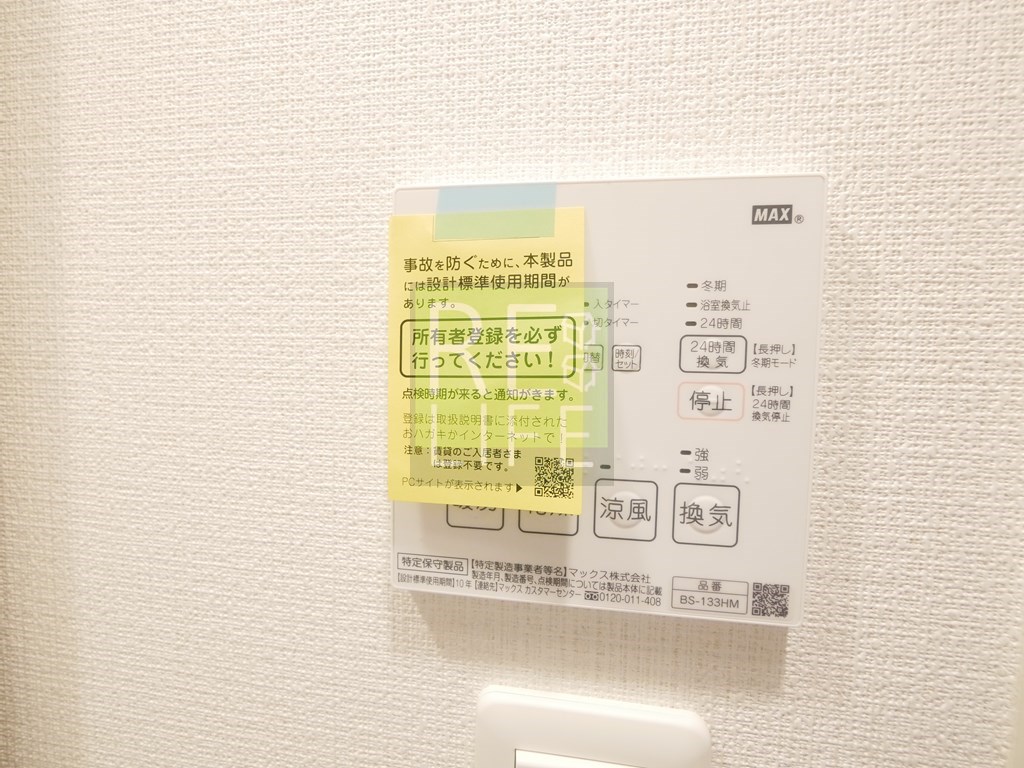 MAX®
事故を防ぐために、本製品
には設計標準使用期間が
あります。
所有者登録を必ず
行ってください！
点検時期が来ると通知がきます。
登録は取扱説明書に添付された
おハガキかインターネットで
注意：賃貸のご入居者さま
は登録不要です。
PCサイトが表示されます▶
RE
LIFE
入タイマー
切タイマー
切替
時刻/
セット
冬期
浴室換気止
24時間
24時間
換気
【長押し】
冬期モード
停止
【長押し】
24時間
換気停止
強
弱
涼風
換気
特定保守製品
【特定製造事業者等名】マックス株式会社
製造年月、製造番号、点検期間については製品本体に記載
【設計標準使用期間】10年 【連絡先】マックス カスタマーセンター 0120-011-408
品番
BS-133HM